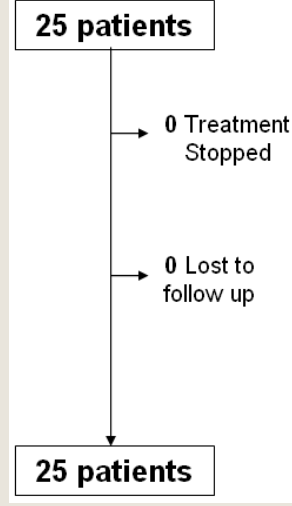 25 patients
0 Treatment
Stopped
0 Lost to
follow up
25 patients